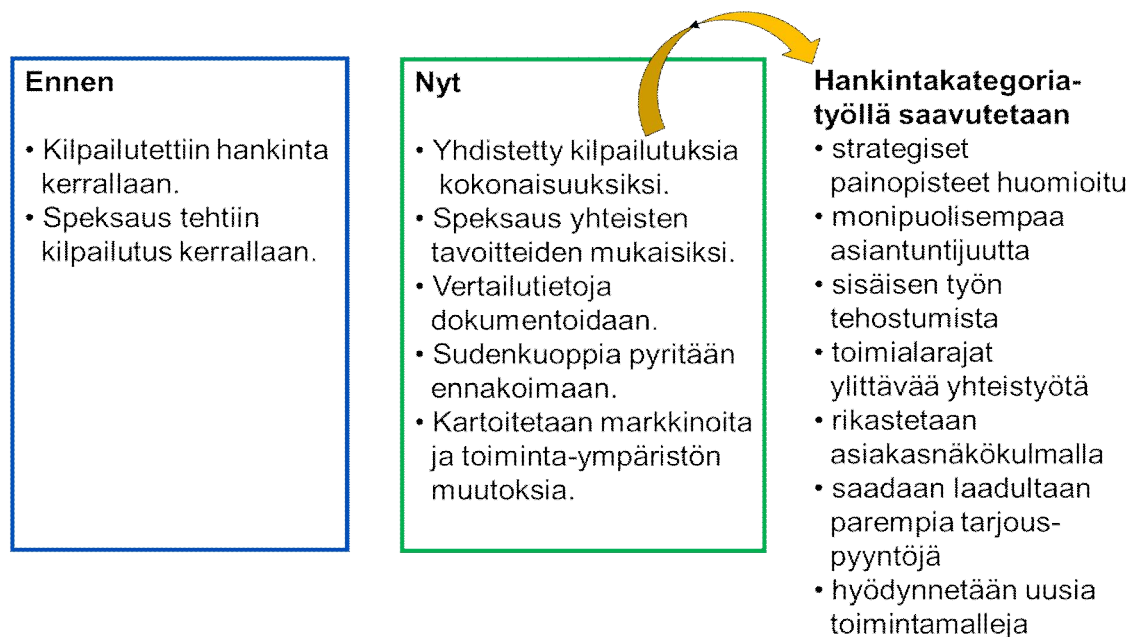 Ennen
• Kilpailutettiin hankinta
kerrallaan.
• Speksaus tehtiin
kilpailutus kerrallaan.
Nyt
• Yhdistetty kilpailutuksia
kokonaisuuksiksi.
• Speksaus yhteisten
tavoitteiden mukaisiksi.
• Vertailutietoja
dokumentoidaan.
• Sudenkuoppia pyritään
ennakoimaan.
• Kartoitetaan markkinoita
ja toiminta-ympäristön
muutoksia.
Hankintakategoria-
työllä saavutetaan
• strategiset
painopisteet huomioitu
• monipuolisempaa
asiantuntijuutta
• sisäisen työn
tehostumista
• toimialarajat
ylittävää yhteistyötä
• rikastetaan
asiakasnäkökulmalla
• saadaan laadultaan
parempia tarjous-
pyyntöjä
• hyödynnetään uusia
toimintamalleja